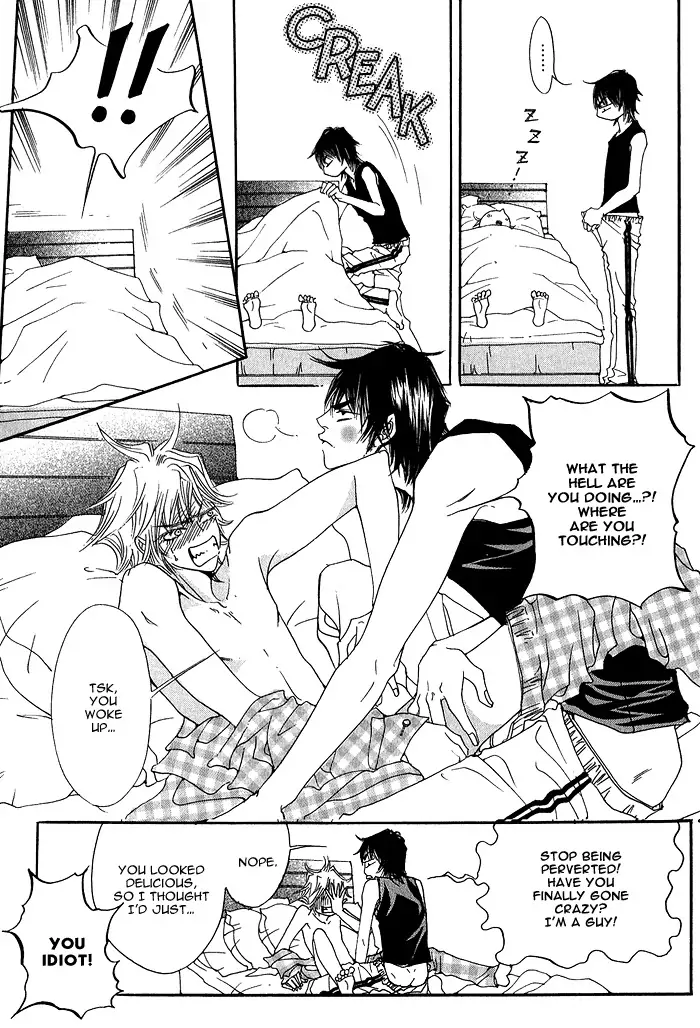 ......
Z Z Z...
CREAK
!!
WHAT THE
HELL ARE
YOU DOING...?!
WHERE
ARE YOU
TOUCHING?!
TSK,
YOU
WOKE
UP...
STOP BEING
PERVERTED!
HAVE YOU
FINALLY GONE
CRAZY?
I'M A GUY!
NOPE.
YOU LOOKED
DELICIOUS,
SO I THOUGHT
I'D JUST...
YOU
IDIOT!